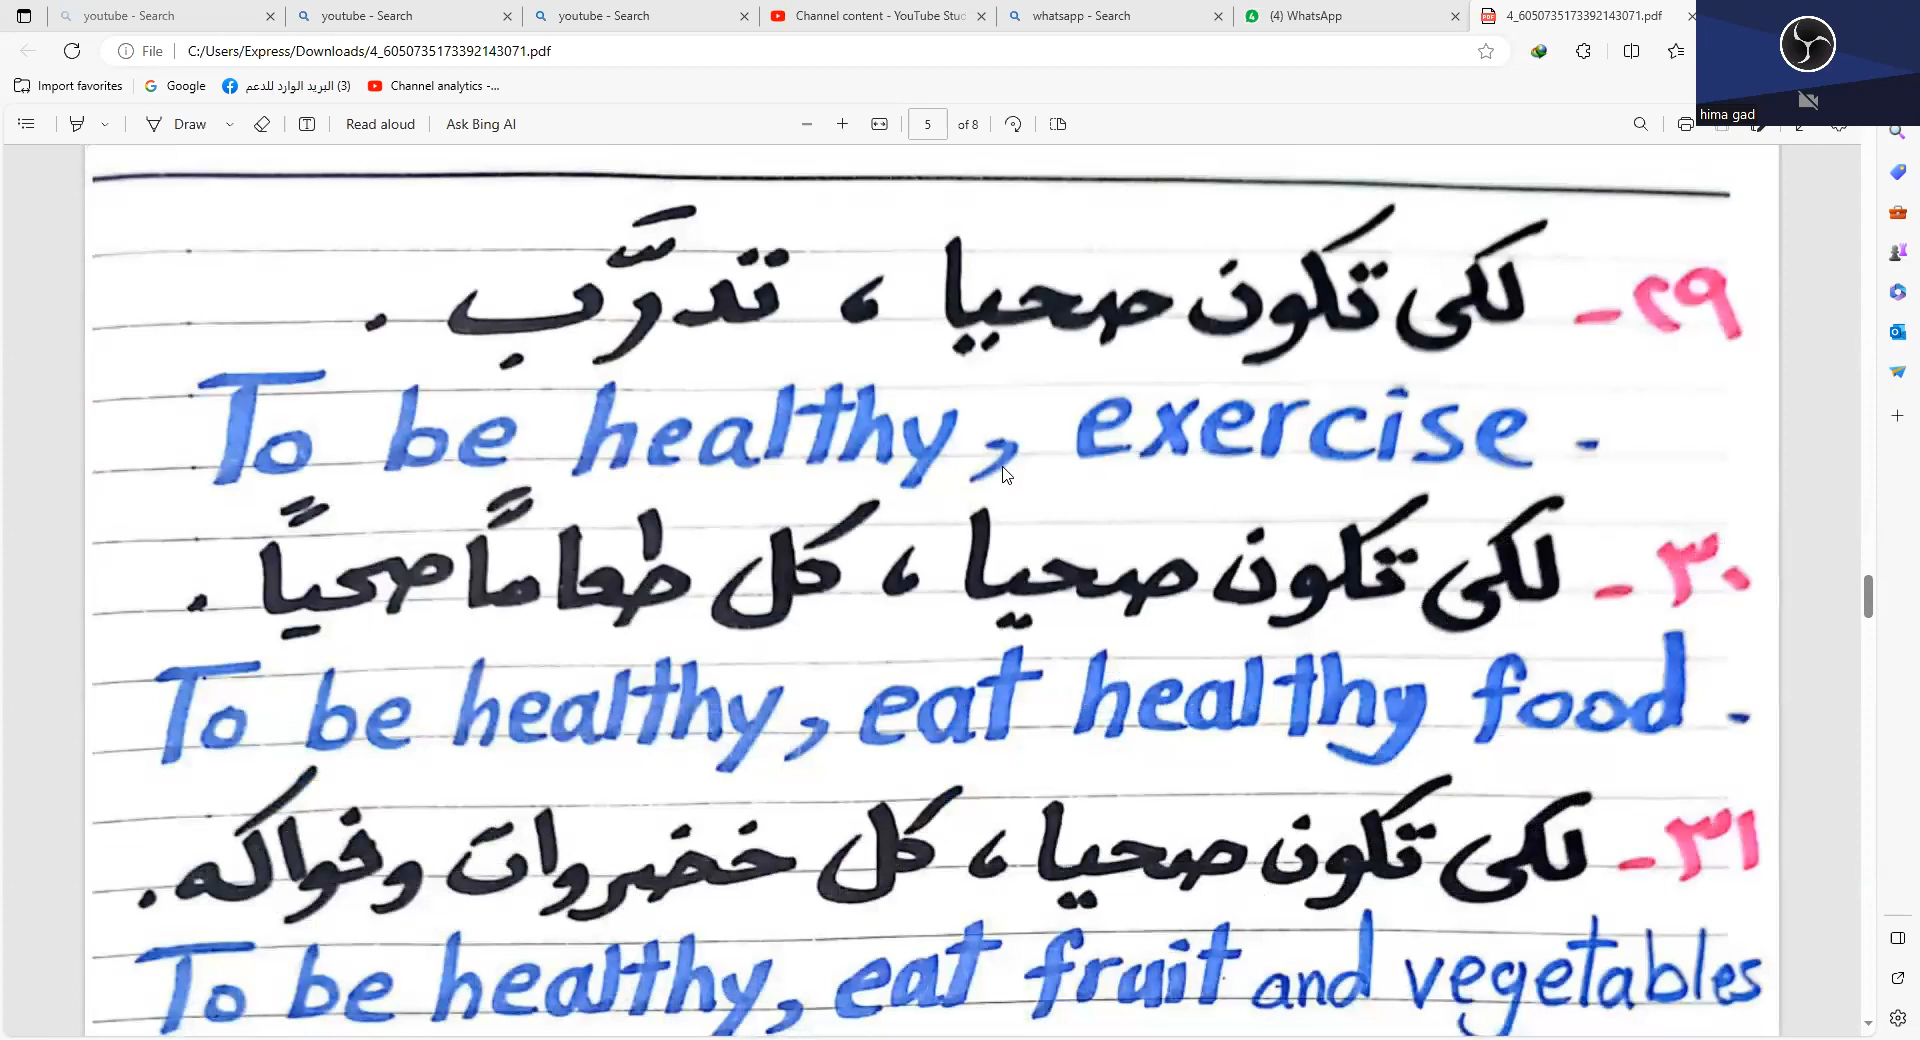 youtube - Search
youtube - Search
youtube - Search
Channel content - YouTube Stud
whatsapp - Search
(4) WhatsApp
4_6050735173392143071.pdf
File
C:/Users/Express/Downloads/4_6050735173392143071.pdf
Import favorites
Google
(3) البريد الوارد للدعم
Channel analytics -...
hima gad
Draw
Read aloud
Ask Bing AI
5 of 8
٢٩- لكى تكون صحيا ، تدرَّب .
To be healthy, exercise.
٣٠- لكى تكون صحيا ، كل طعاماً صحياً .
To be healthy, eat healthy food.
٣١- لكى تكون صحيا ، كل خضروات وفواكه.
To be healthy, eat fruit and vegetables